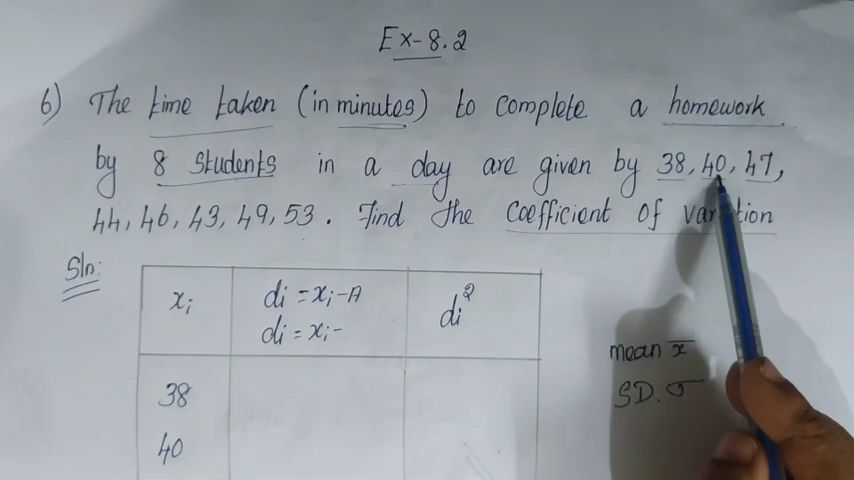 Ex-8.2
6) The time taken (in minutes) to complete a homework
by 8 Students in a day are given by 38, 40, 47,
44, 46, 43, 49, 53. Find the Coefficient Of
Sln:
xi
di = xi-A
di = xi-
di²
mean x̄
SD. σ
38
40